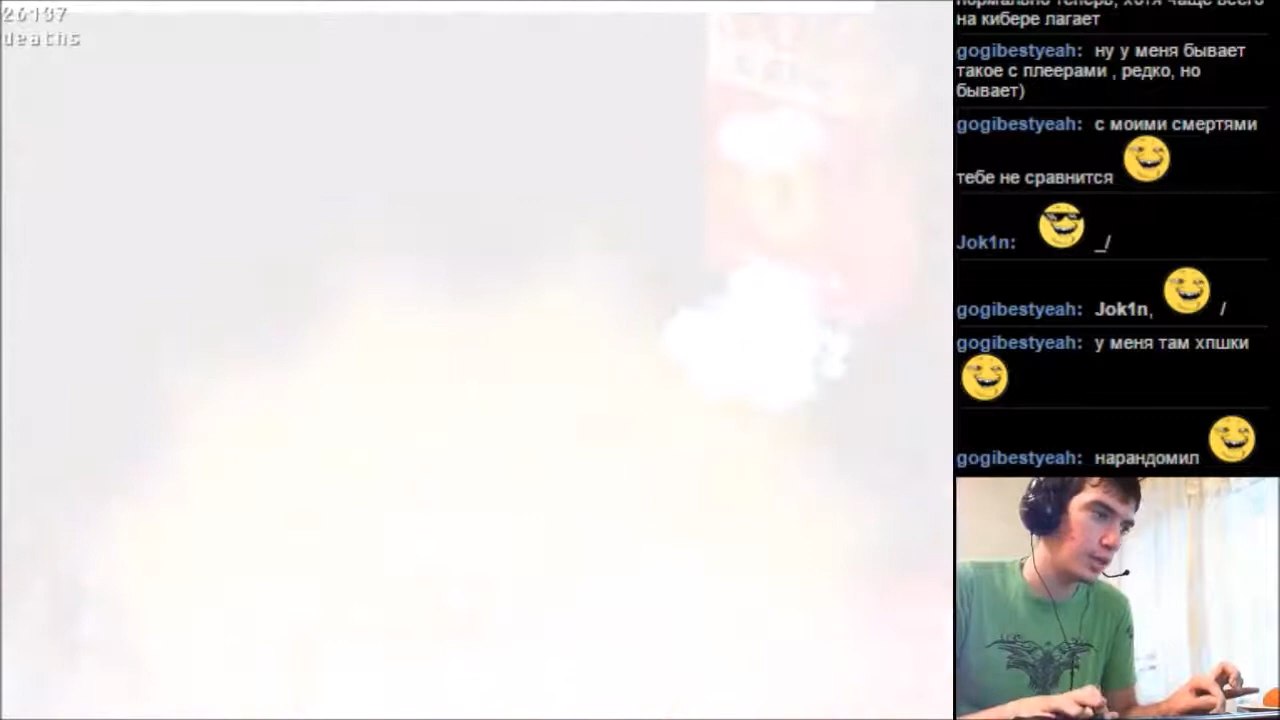 26137
deaths
нормально теперь, хотя чаще всего
на кибере лагает
gogibestyeah: ну у меня бывает
такое с плеерами , редко, но
бывает)
gogibestyeah: с моими смертями
тебе не сравнится
Jok1n: _/
gogibestyeah: Jok1n, /
gogibestyeah: у меня там хпшки
gogibestyeah: нарандомил